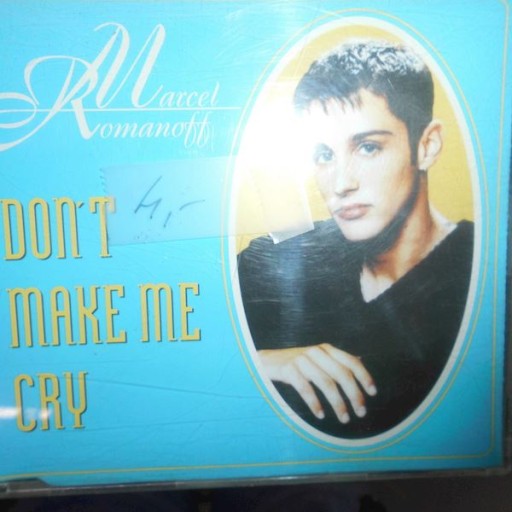 Marcel
Romanoff
4,-
DON'T
MAKE ME
CRY